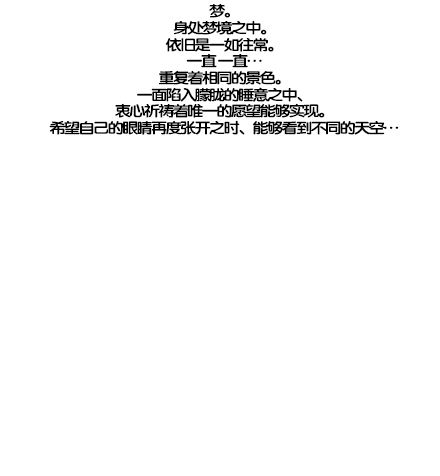 梦。
身处梦境之中。
依旧是一如往常。
一直一直…
重复着相同的景色。
一面陷入朦胧的睡意之中、
衷心祈祷着唯一的愿望能够实现。
希望自己的眼睛再度张开之时、能够看到不同的天空…